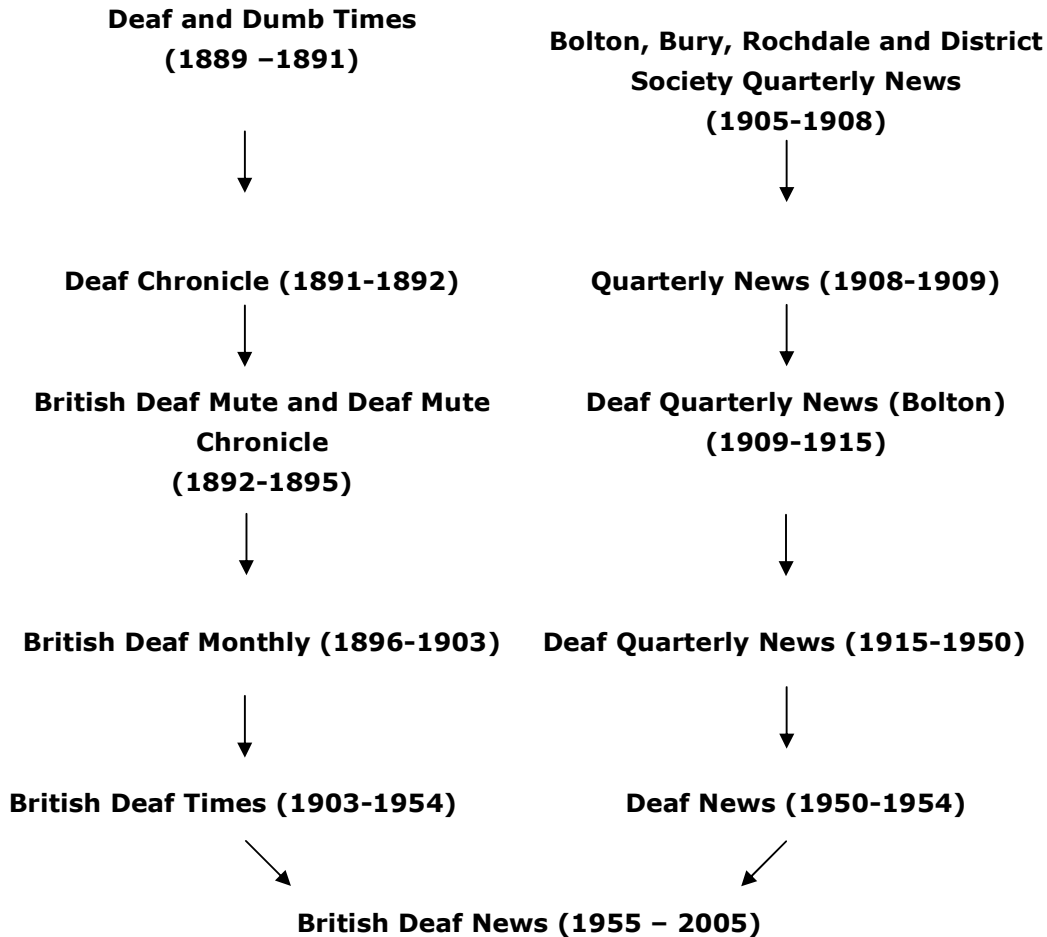 Deaf and Dumb Times
(1889 –1891)
Bolton, Bury, Rochdale and District
Society Quarterly News
(1905-1908)
Deaf Chronicle (1891-1892)
Quarterly News (1908-1909)
British Deaf Mute and Deaf Mute
Chronicle
(1892-1895)
Deaf Quarterly News (Bolton)
(1909-1915)
British Deaf Monthly (1896-1903)
Deaf Quarterly News (1915-1950)
British Deaf Times (1903-1954)
Deaf News (1950-1954)
British Deaf News (1955 – 2005)